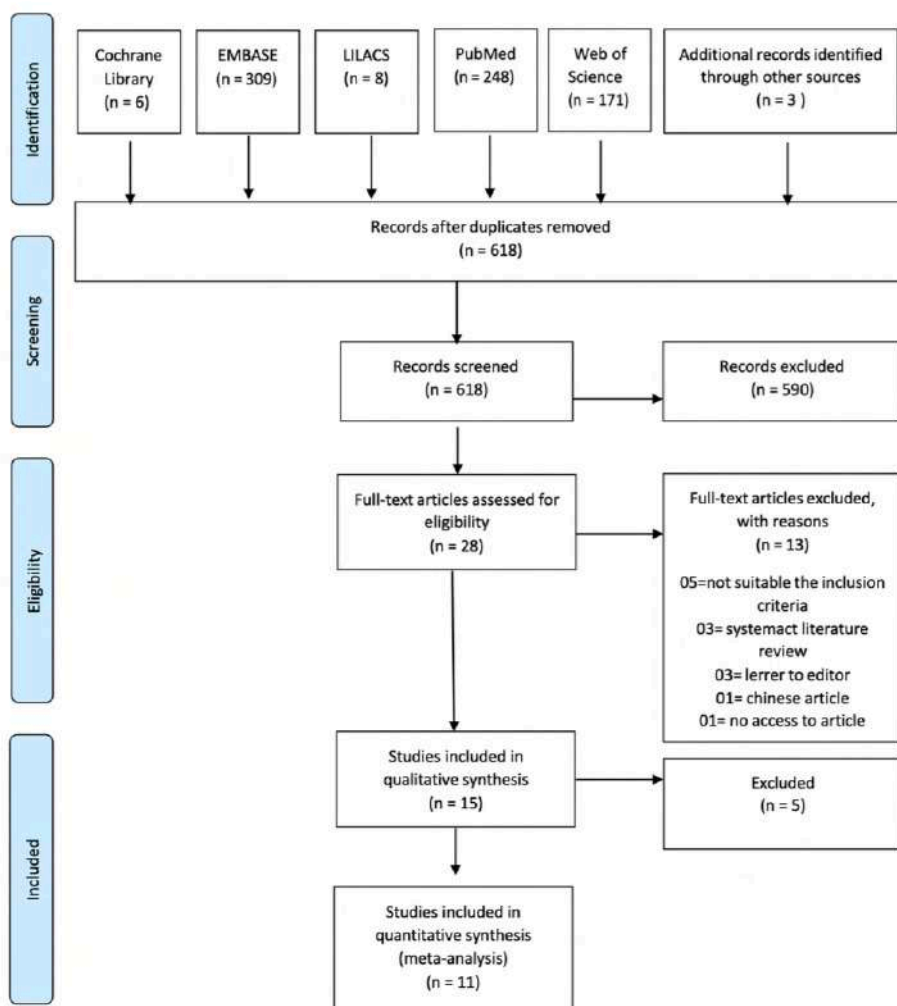 Identification
Cochrane
Library
(n = 6)
EMBASE
(n = 309)
LILACS
(n = 8)
PubMed
(n = 248)
Web of
Science
(n = 171)
Additional records identified
through other sources
(n = 3 )
Records after duplicates removed
(n = 618)
Screening
Records screened
(n = 618)
Records excluded
(n = 590)
Eligibility
Full-text articles assessed for
eligibility
(n = 28)
Full-text articles excluded,
with reasons
(n = 13)
05=not suitable the inclusion
criteria
03= systemact literature
review
03= lerrer to editor
01= chinese article
01= no access to article
Included
Studies included in
qualitative synthesis
(n = 15)
Excluded
(n = 5)
Studies included in
quantitative synthesis
(meta-analysis)
(n = 11)